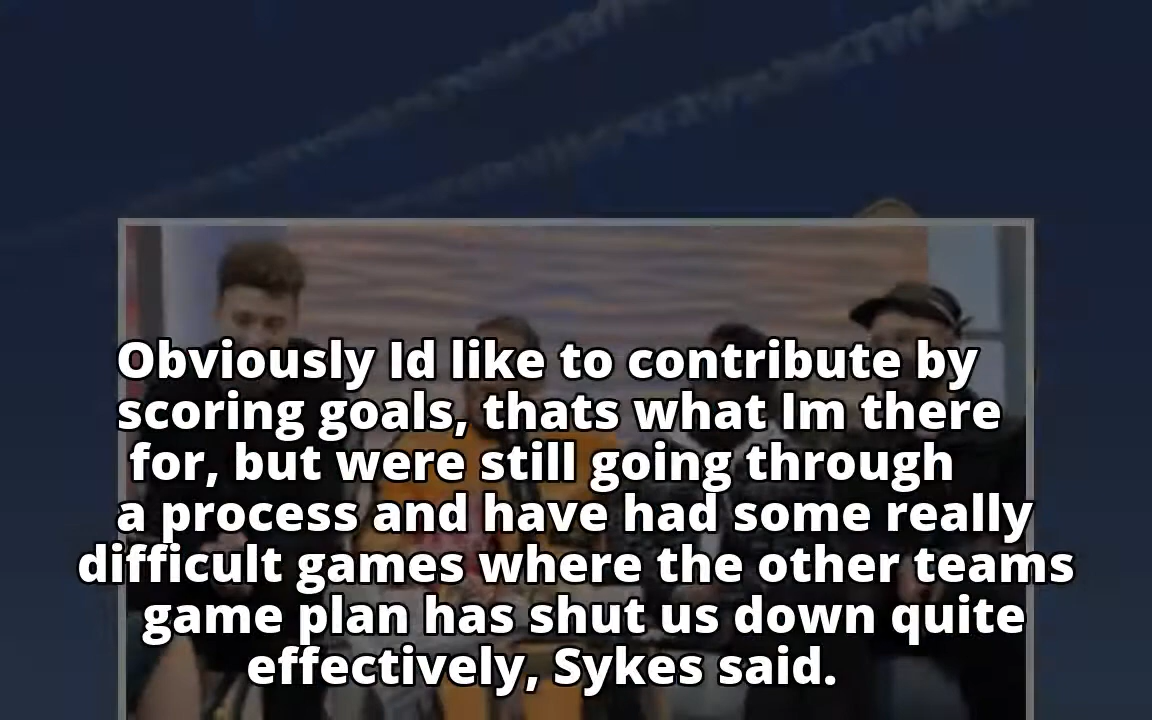 Obviously Id like to contribute by
scoring goals, thats what Im there
for, but were still going through
a process and have had some really
difficult games where the other teams
game plan has shut us down quite
effectively, Sykes said.